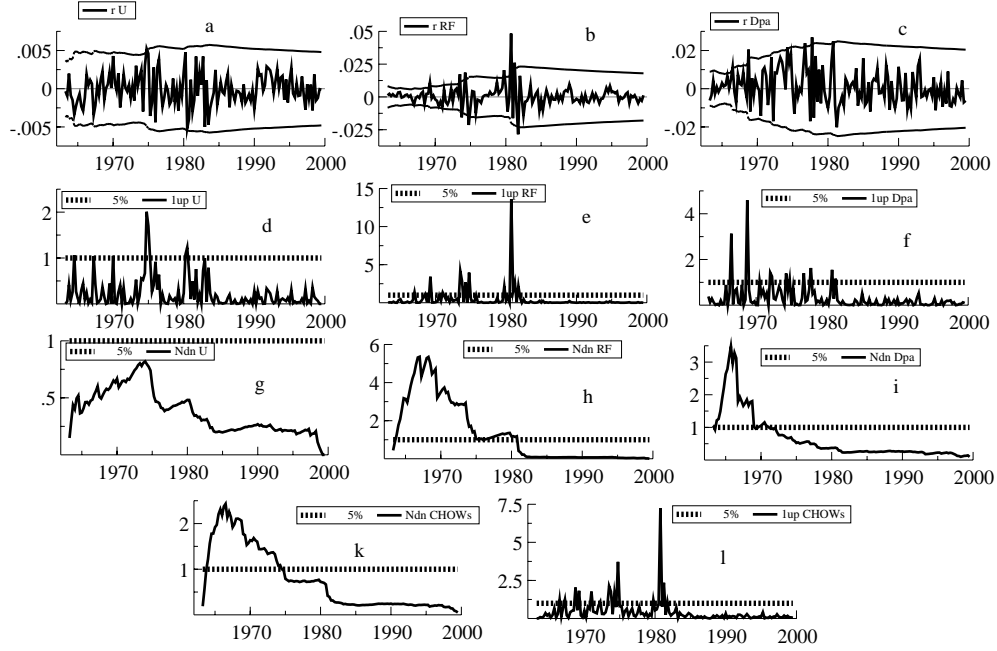 r U
a
.005
0
-.005
1970 1980 1990 2000
r RF
b
.05
.025
0
-.025
1970 1980 1990 2000
r Dpa
c
.02
0
-.02
1970 1980 1990 2000
5% 1up U
d
2
1
1970 1980 1990 2000
5% 1up RF
e
15
10
5
1970 1980 1990 2000
5% 1up Dpa
f
4
2
1970 1980 1990 2000
5% Ndn U
g
1
.5
1970 1980 1990 2000
5% Ndn RF
h
6
4
2
1970 1980 1990 2000
5% Ndn Dpa
i
3
2
1
1970 1980 1990 2000
5% Ndn CHOWs
k
2
1
1970 1980 1990 2000
5% 1up CHOWs
l
7.5
5
2.5
1970 1980 1990 2000